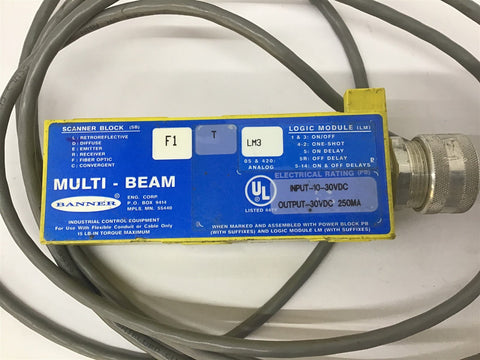 SCANNER BLOCK (SB)
L : RETROREFLECTIVE
D : DIFFUSE
E : EMITTER
R : RECEIVER
F : FIBER OPTIC
C : CONVERGENT
F1
T
LM3
05 & 420:
ANALOG
LOGIC MODULE (LM)
1 & 3: ON/OFF
4-2: ONE-SHOT
5: ON DELAY
5R: OFF DELAY
5-14: ON & OFF DELAYS
MULTI - BEAM
BANNER
ENG. CORP.
P.O. BOX 9414
MPLS, MN. 55440
UL
LISTED
ELECTRICAL RATING (PB)
INPUT-10-30VDC
OUTPUT-30VDC 250MA
INDUSTRIAL CONTROL EQUIPMENT
For Use With Flexible Conduit or Cable Only
15 LB-IN TORQUE MAXIMUM
WHEN MARKED AND ASSEMBLED WITH POWER BLOCK PB
(WITH SUFFIXES) AND LOGIC MODULE LM (WITH SUFFIXES)